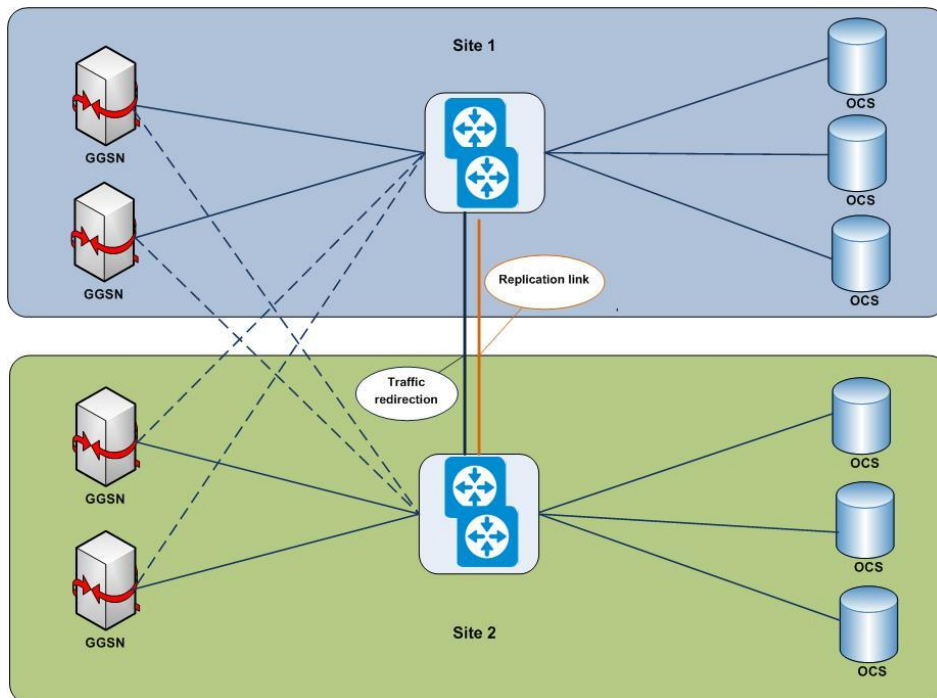 Site 1
GGSN
OCS
GGSN
OCS
OCS
Replication link
Traffic
redirection
GGSN
OCS
GGSN
OCS
OCS
Site 2